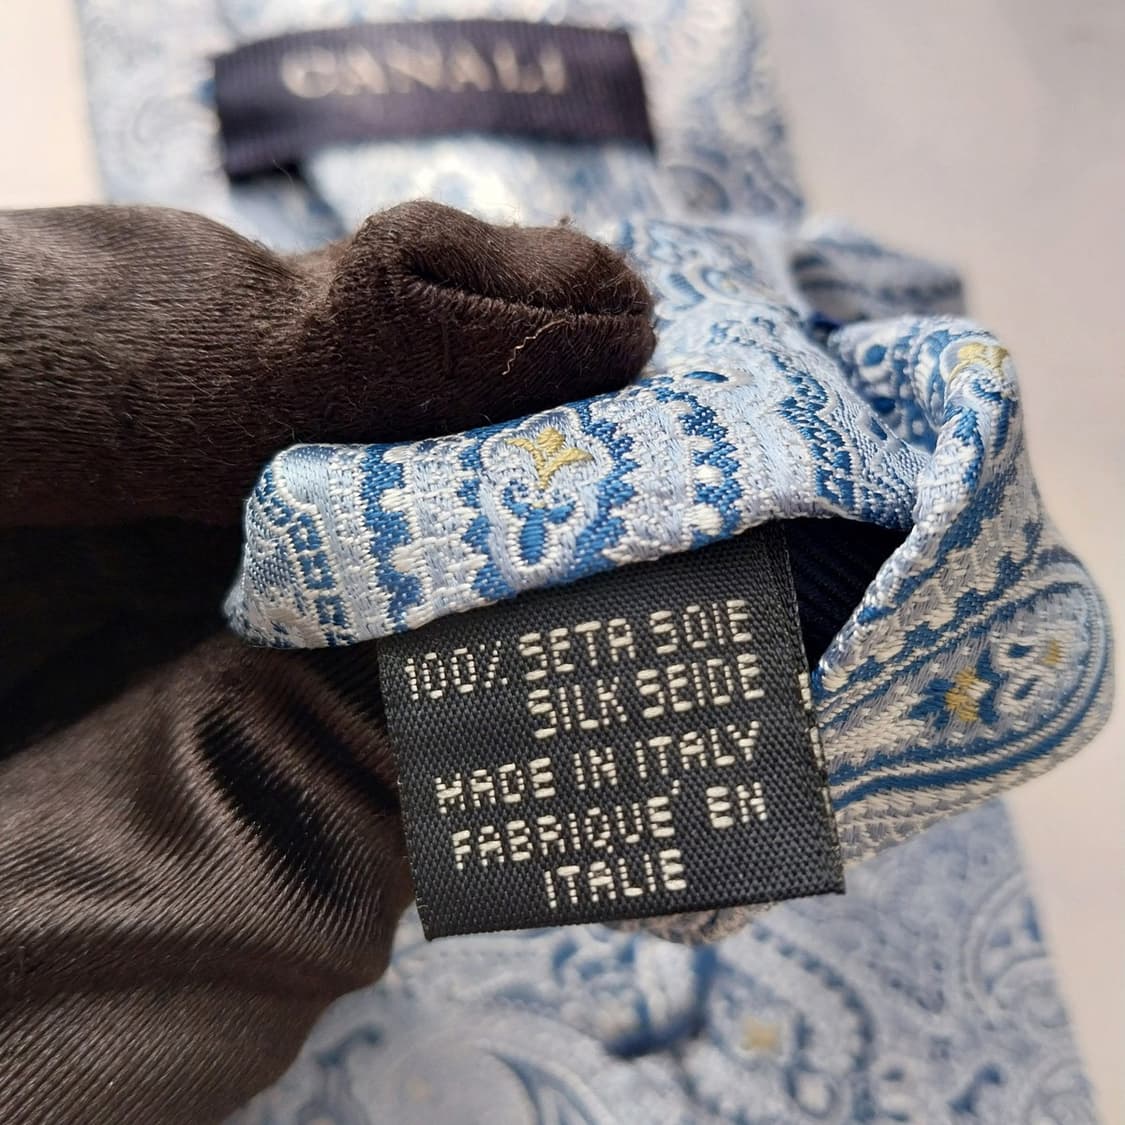 CANALI
100% SETA SOIE
SILK SEIDE
MADE IN ITALY
FABRIQUE' EN
ITALIE